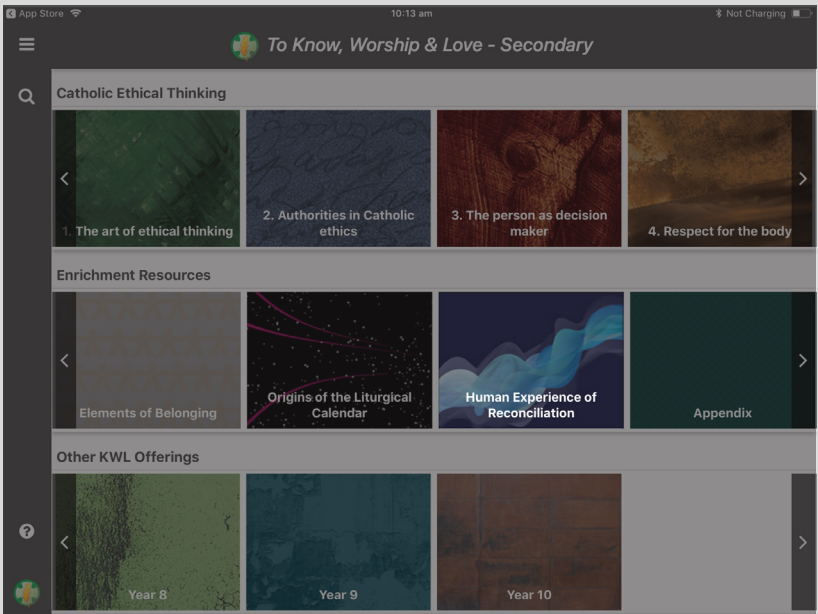 App Store
10:13 am
Not Charging
To Know, Worship & Love - Secondary
Catholic Ethical Thinking
1. The art of ethical thinking
2. Authorities in Catholic
ethics
3. The person as decision
maker
4. Respect for the body
Enrichment Resources
Elements of Belonging
Origins of the Liturgical
Calendar
Human Experience of
Reconciliation
Appendix
Other KWL Offerings
Year 8
Year 9
Year 10